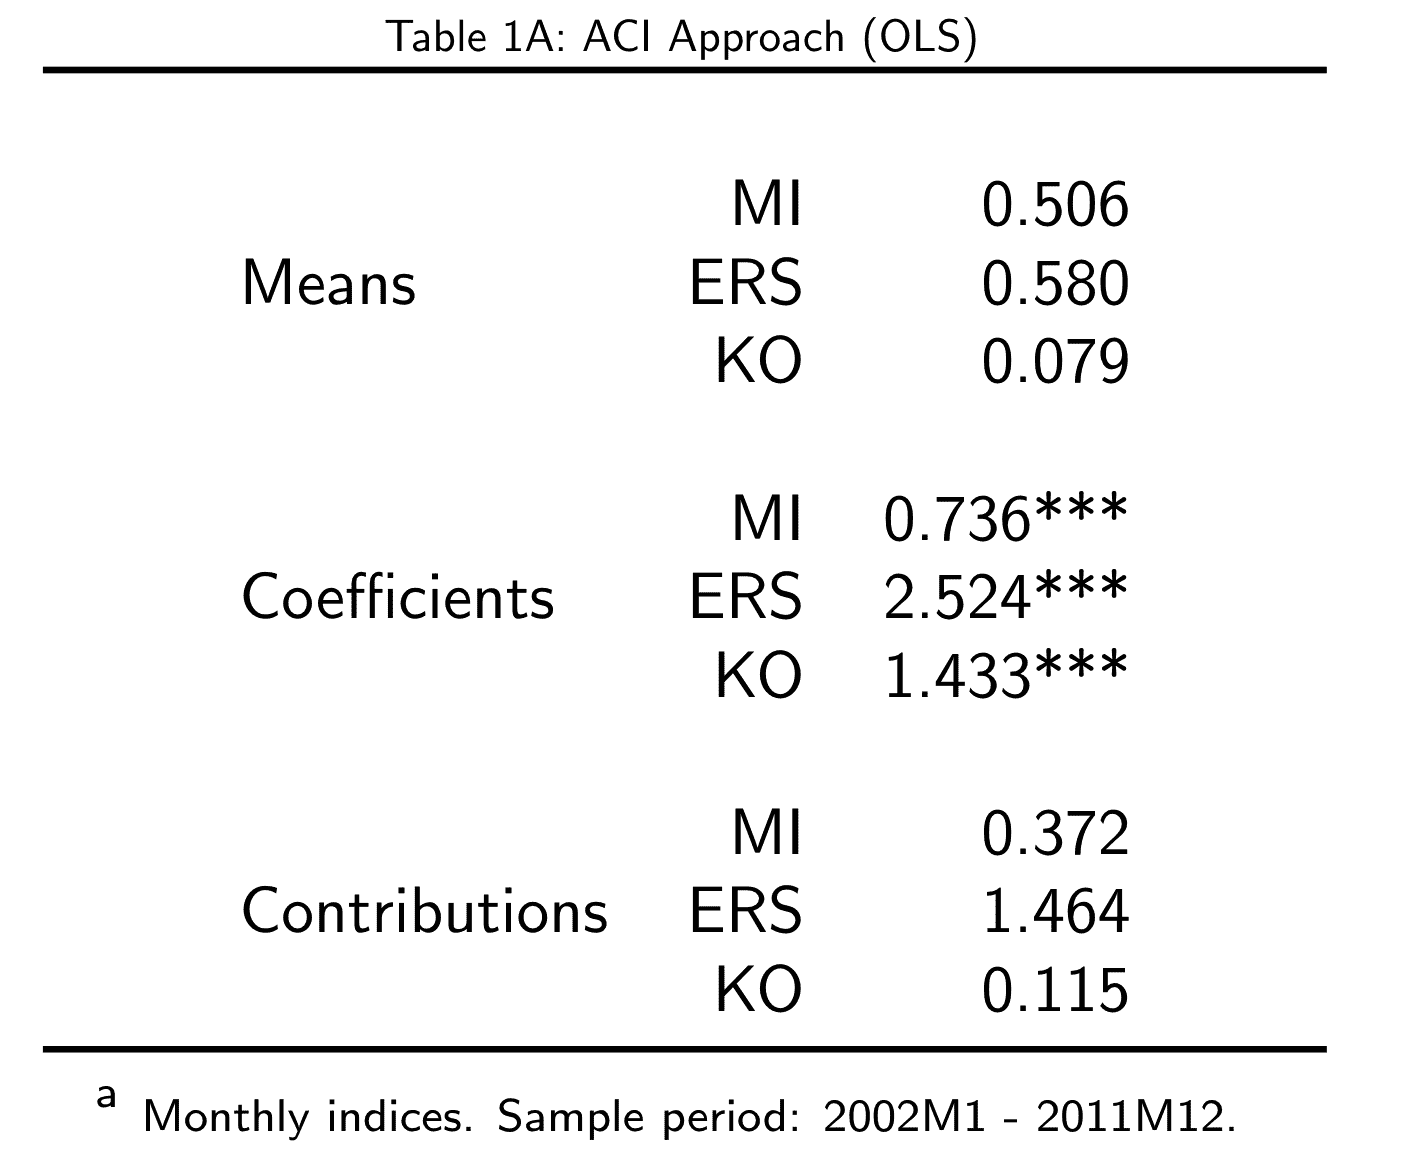 Table 1A: ACI Approach (OLS)
MI 0.506
Means ERS 0.580
KO 0.079
MI 0.736***
Coefficients ERS 2.524***
KO 1.433***
MI 0.372
Contributions ERS 1.464
KO 0.115
a Monthly indices. Sample period: 2002M1 - 2011M12.